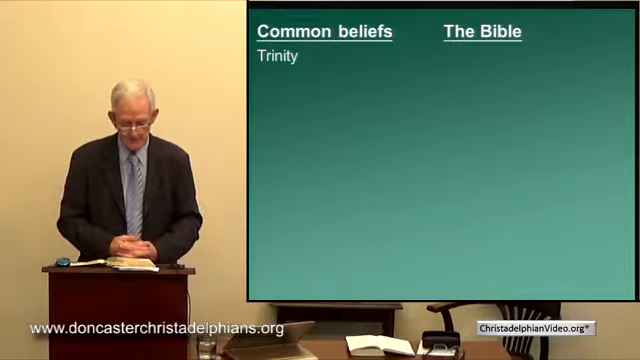 Common beliefs
The Bible
Trinity
www.doncasterchristadelphians.org
ChristadelphianVideo.org®